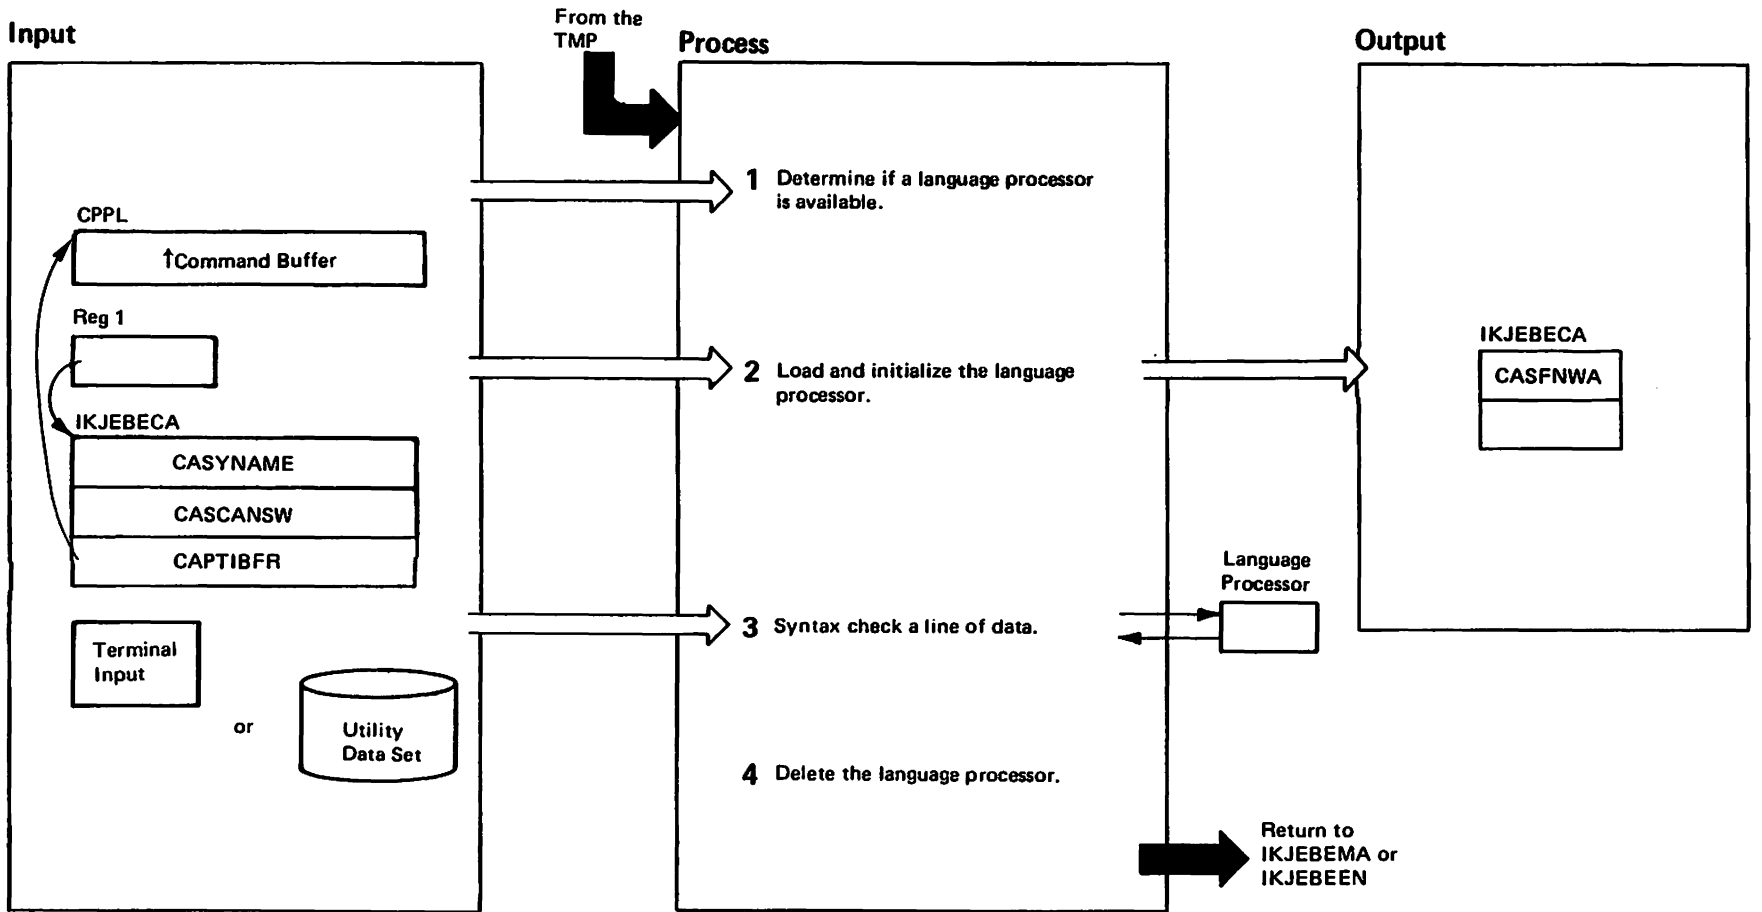 Input
From the
TMP
Process
Output
1 Determine if a language processor
is available.
CPPL
↑Command Buffer
Reg 1
2 Load and initialize the language
processor.
IKJEBECA
CASFNWA
IKJEBECA
CASYNAME
CASCANSW
CAPTIBFR
Language
Processor
3 Syntax check a line of data.
Terminal
Input
or
Utility
Data Set
4 Delete the language processor.
Return to
IKJEBEMA or
IKJEBEEN